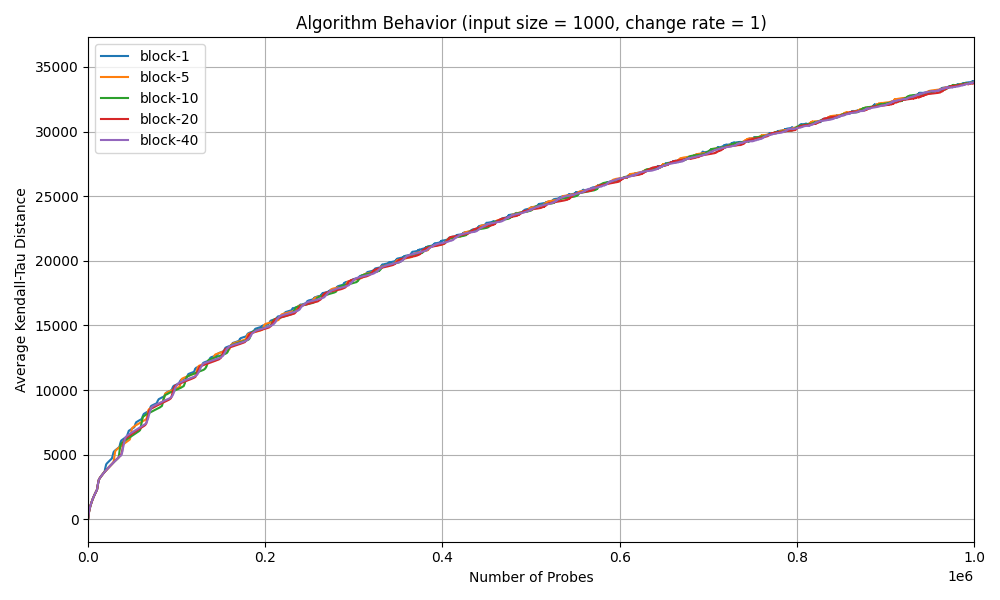 Algorithm Behavior (input size = 1000, change rate = 1)
block-1
block-5
block-10
block-20
block-40
Average Kendall-Tau Distance
35000
30000
25000
20000
15000
10000
5000
0
0.0 0.2 0.4 0.6 0.8 1.0
1e6
Number of Probes